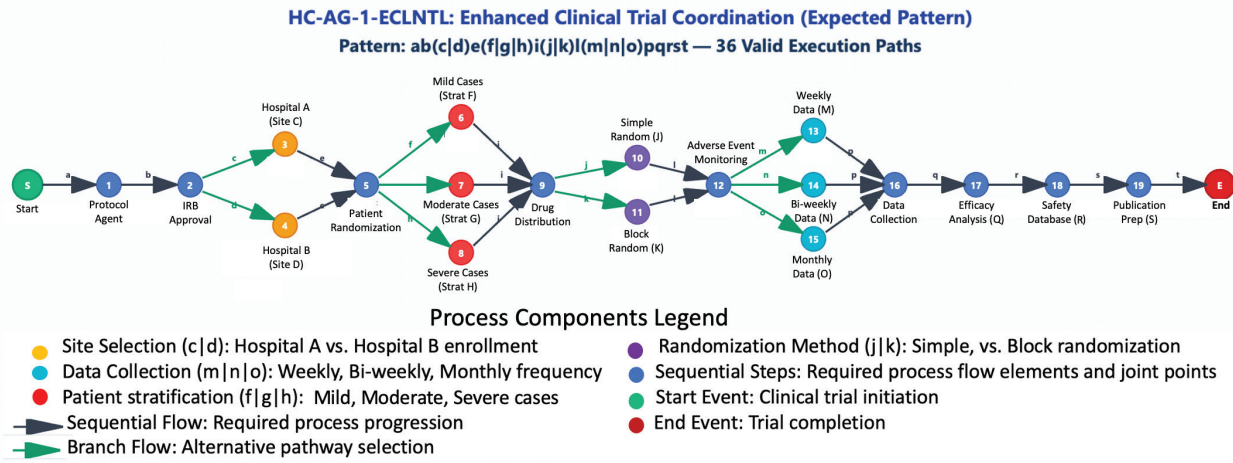 HC-AG-1-ECLNTL: Enhanced Clinical Trial Coordination (Expected Pattern)
Pattern: ab(c|d)e(f|g|h)i(j|k)l(m|n|o)pqrst — 36 Valid Execution Paths
S
Start
a
1
Protocol
Agent
b
2
IRB
Approval
c
d
Hospital A
(Site C)
3
4
Hospital B
(Site D)
e
e
5
Patient
Randomization
f
h
Mild Cases
(Strat F)
6
7
Moderate Cases
(Strat G)
8
Severe Cases
(Strat H)
i
i
i
9
Drug
Distribution
j
k
Simple
Random (J)
10
11
Block
Random (K)
l
l
Adverse Event
Monitoring
12
m
n
o
Weekly
Data (M)
13
14
Bi-weekly
Data (N)
15
Monthly
Data (O)
p
p
p
16
Data
Collection
q
17
Efficacy
Analysis (Q)
r
18
Safety
Database (R)
s
19
Publication
Prep (S)
t
E
End
Process Components Legend
Site Selection (c|d): Hospital A vs. Hospital B enrollment
Data Collection (m|n|o): Weekly, Bi-weekly, Monthly frequency
Patient stratification (f|g|h): Mild, Moderate, Severe cases
Sequential Flow: Required process progression
Branch Flow: Alternative pathway selection
Randomization Method (j|k): Simple, vs. Block randomization
Sequential Steps: Required process flow elements and joint points
Start Event: Clinical trial initiation
End Event: Trial completion